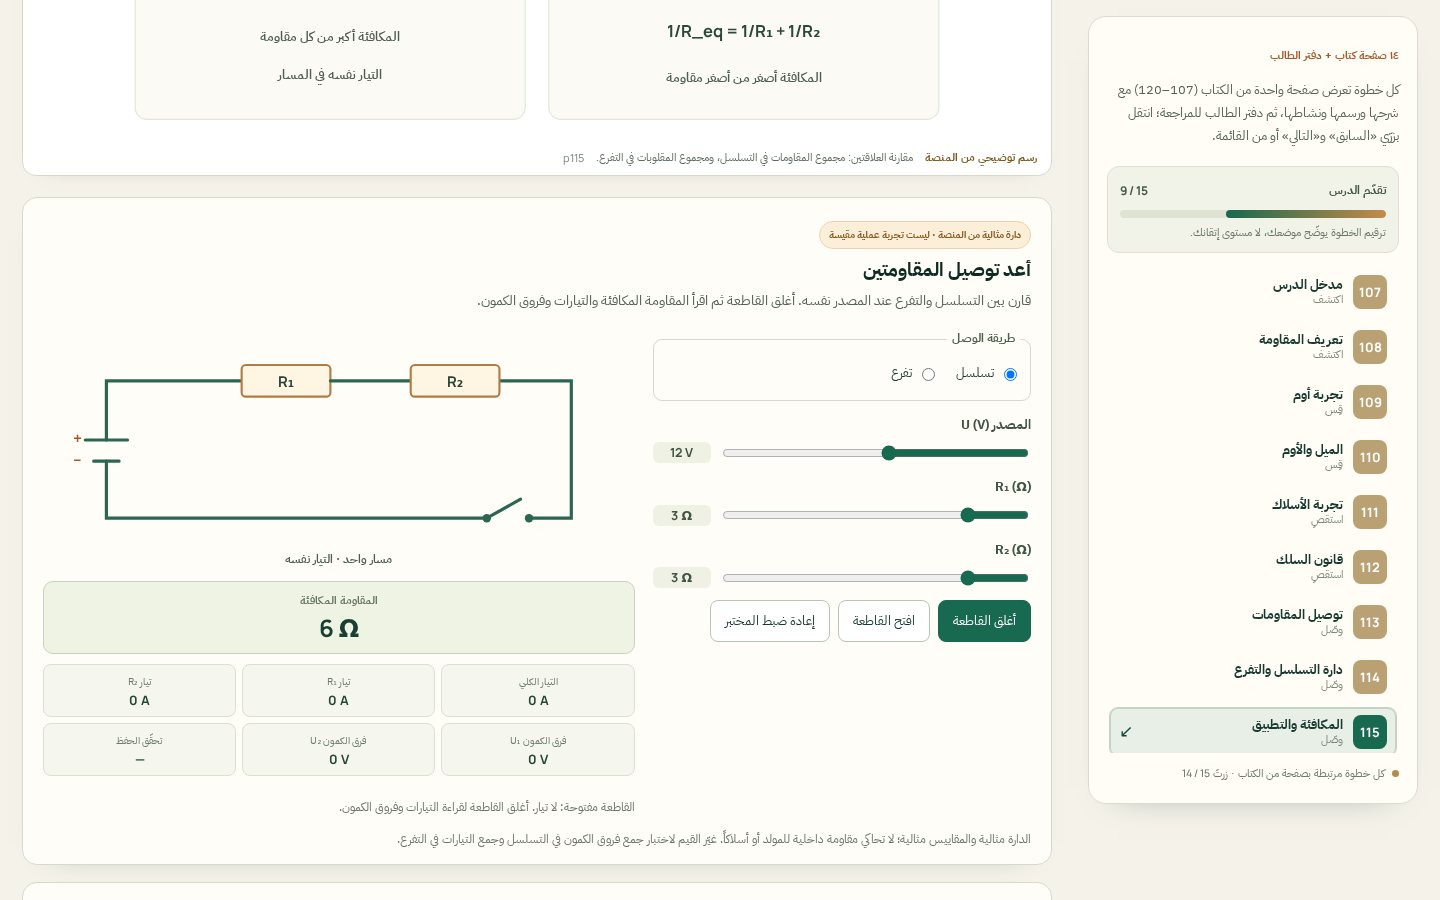 ١٤ صفحة كتاب + دفتر الطالب
كل خطوة تعرض صفحة واحدة من الكتاب (107–120) مع
شرحها ورسمها ونشاطها، ثم دفتر الطالب للمراجعة؛ انتقل
بزرّي «السابق» و«التالي» أو من القائمة.
تقدّم الدرس
9 / 15
ترقيم الخطوة يوضّح موضعك، لا مستوى إتقانك.
107 مدخل الدرس
اكتشف
108 تعريف المقاومة
اكتشف
109 تجربة أوم
قِس
110 الميل والأوم
قِس
111 تجربة الأسلاك
استقصِ
112 قانون السلك
استقصِ
113 توصيل المقاومات
وصّل
114 دارة التسلسل والتفرع
وصّل
115 المكافئة والتطبيق ↙
وصّل
كل خطوة مرتبطة بصفحة من الكتاب · زرتَ 15 / 14
1/R_eq = 1/R₁ + 1/R₂
المكافئة أصغر من أصغر مقاومة
المكافئة أكبر من كل مقاومة
التيار نفسه في المسار
رسم توضيحي من المنصة مقارنة العلاقتين: مجموع المقاومات في التسلسل، ومجموع المقلوبات في التفرع. p115
دارة مثالية من المنصة · ليست تجربة عملية مقيسة
أعد توصيل المقاومتين
قارن بين التسلسل والتفرع عند المصدر نفسه. أغلق القاطعة ثم اقرأ المقاومة المكافئة والتيارات وفروق الكمون.
طريقة الوصل
تسلسل
تفرع
المصدر U (V)
12 V
R₁ (Ω)
3 Ω
R₂ (Ω)
3 Ω
أغلق القاطعة
افتح القاطعة
إعادة ضبط المختبر
R₁
R₂
+
−
مسار واحد · التيار نفسه
المقاومة المكافئة
6 Ω
التيار الكلي
0 A
تيار R₁
0 A
تيار R₂
0 A
فرق الكمون U₁
0 V
فرق الكمون U₂
0 V
تحقّق الحفظ
—
القاطعة مفتوحة: لا تيار. أغلق القاطعة لقراءة التيارات وفروق الكمون.
الدارة مثالية والمقاييس مثالية؛ لا تحاكي مقاومة داخلية للمولد أو أسلاكاً. غيّر القيم لاختبار جمع فروق الكمون في التسلسل وجمع التيارات في التفرع.